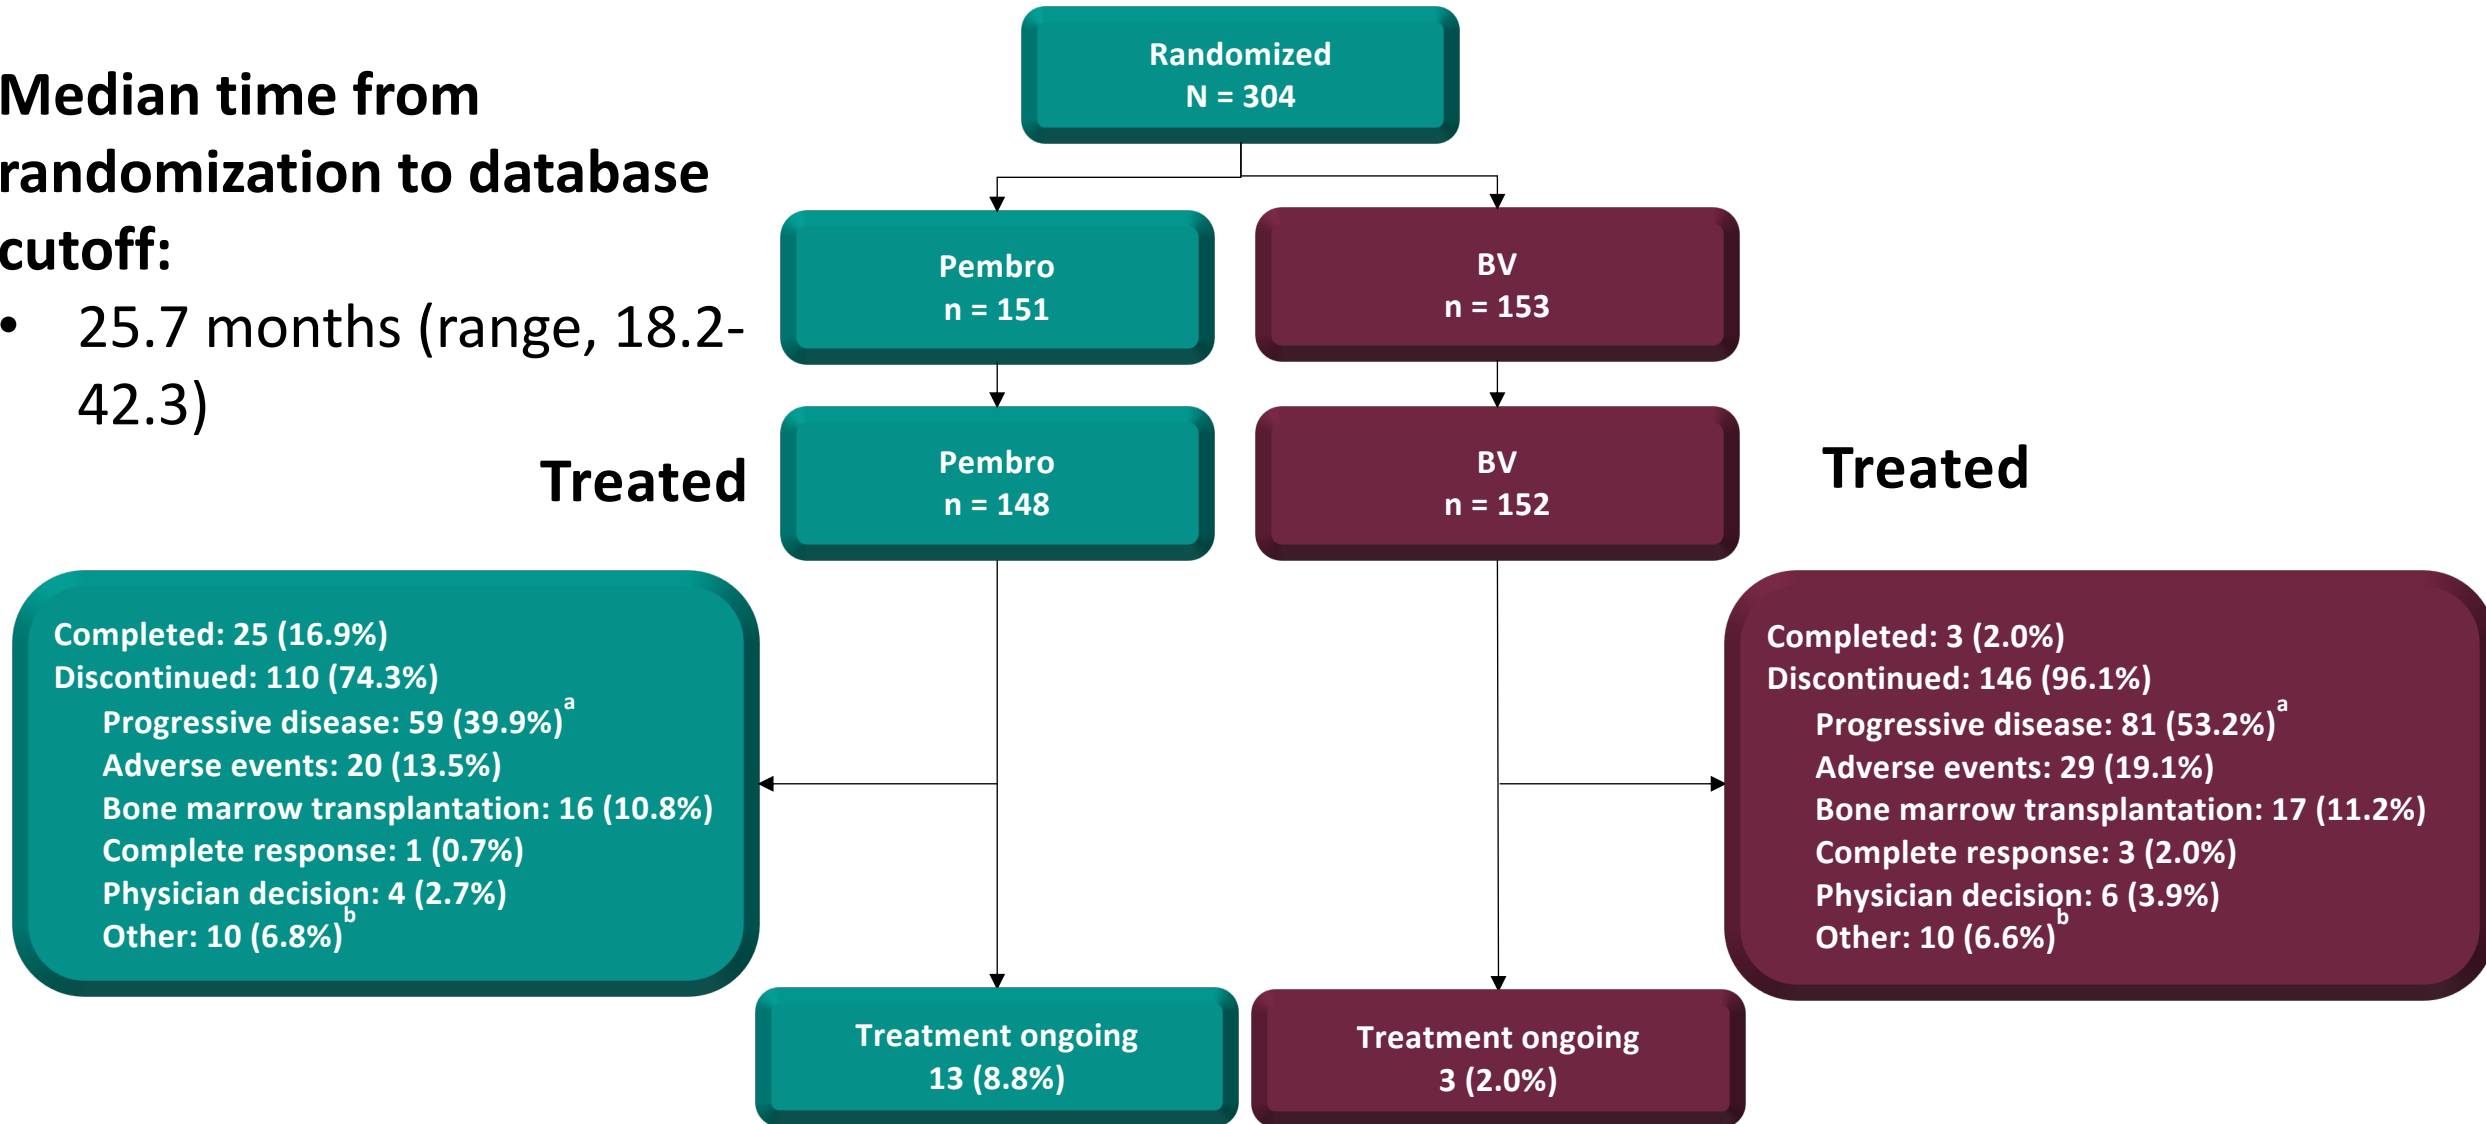 Median time from
randomization to database
cutoff:
• 25.7 months (range, 18.2-
42.3)
Randomized
N = 304
Pembro
n = 151
BV
n = 153
Treated
Pembro
n = 148
BV
n = 152
Treated
Completed: 25 (16.9%)
Discontinued: 110 (74.3%)
Progressive disease: 59 (39.9%)a
Adverse events: 20 (13.5%)
Bone marrow transplantation: 16 (10.8%)
Complete response: 1 (0.7%)
Physician decision: 4 (2.7%)
Other: 10 (6.8%)b
Completed: 3 (2.0%)
Discontinued: 146 (96.1%)
Progressive disease: 81 (53.2%)a
Adverse events: 29 (19.1%)
Bone marrow transplantation: 17 (11.2%)
Complete response: 3 (2.0%)
Physician decision: 6 (3.9%)
Other: 10 (6.6%)b
Treatment ongoing
13 (8.8%)
Treatment ongoing
3 (2.0%)